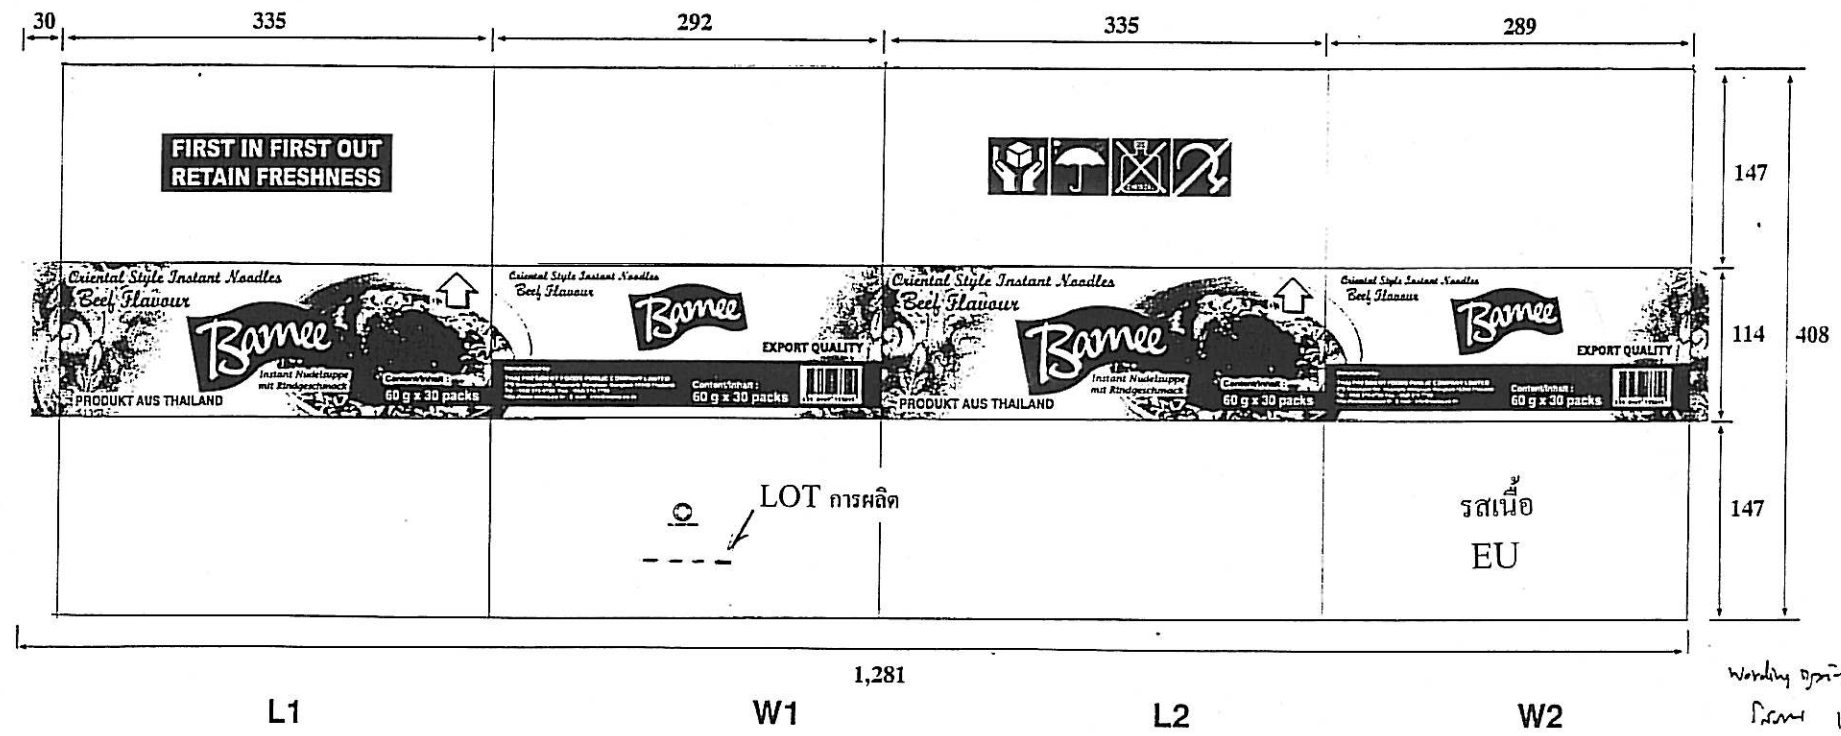 30
335
292
335
289
FIRST IN FIRST OUT
RETAIN FRESHNESS
147
Oriental Style Instant Noodles
Beef Flavour
Bamee
Instant Nudelsuppe
mit Rindgeschmack
Content/Inhalt :
60 g x 30 packs
PRODUKT AUS THAILAND
Oriental Style Instant Noodles
Beef Flavour
Bamee
EXPORT QUALITY
Content/Inhalt :
60 g x 30 packs
Oriental Style Instant Noodles
Beef Flavour
Bamee
Instant Nudelsuppe
mit Rindgeschmack
Content/Inhalt :
60 g x 30 packs
PRODUKT AUS THAILAND
Oriental Style Instant Noodles
Beef Flavour
Bamee
EXPORT QUALITY
Content/Inhalt :
60 g x 30 packs
114
408
LOT การผลิต
รสเนื้อ
EU
147
1,281
Wording
L1
W1
L2
W2